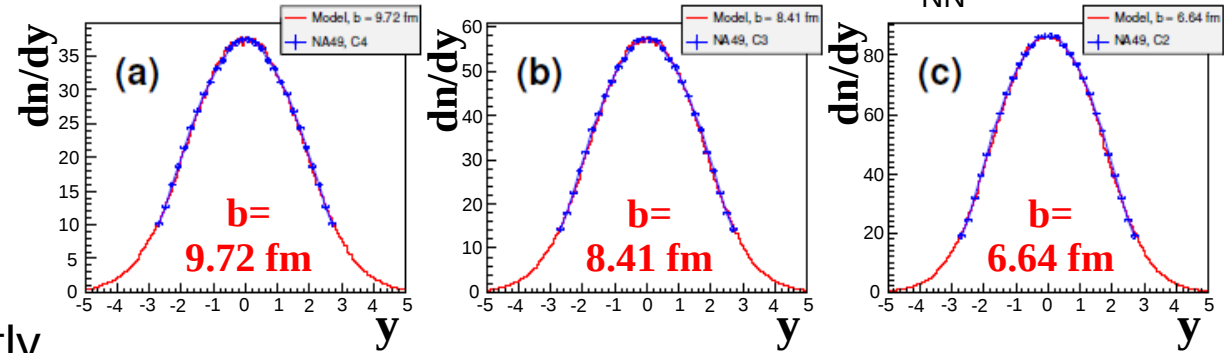 NN
Model, b = 9.72 fm
NA49, C4
dn/dy
(a)
35
30
25
20
15
10
5
0
b=
9.72 fm
-5 -4 -3 -2 -1 0 1 2 3 4 5
y
Model, b = 8.41 fm
NA49, C3
dn/dy
(b)
60
50
40
30
20
10
0
b=
8.41 fm
-5 -4 -3 -2 -1 0 1 2 3 4 5
y
Model, b = 6.64 fm
NA49, C2
dn/dy
(c)
80
60
40
20
0
b=
6.64 fm
-5 -4 -3 -2 -1 0 1 2 3 4 5
y